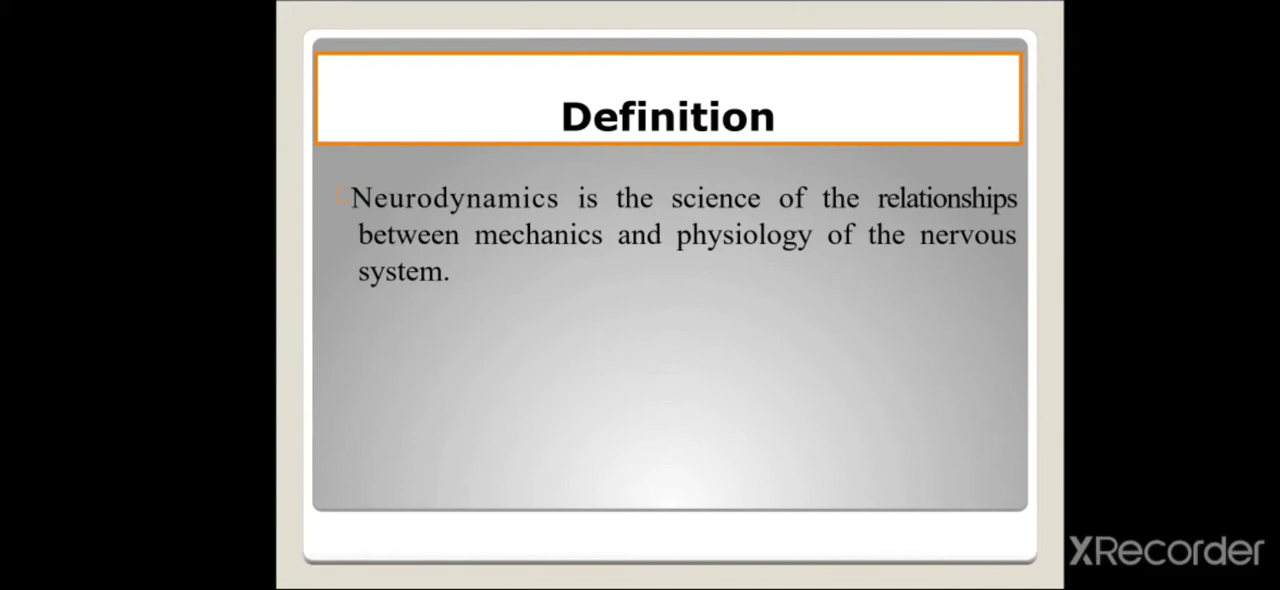 Definition
Neurodynamics is the science of the relationships
between mechanics and physiology of the nervous
system.
XRecorder